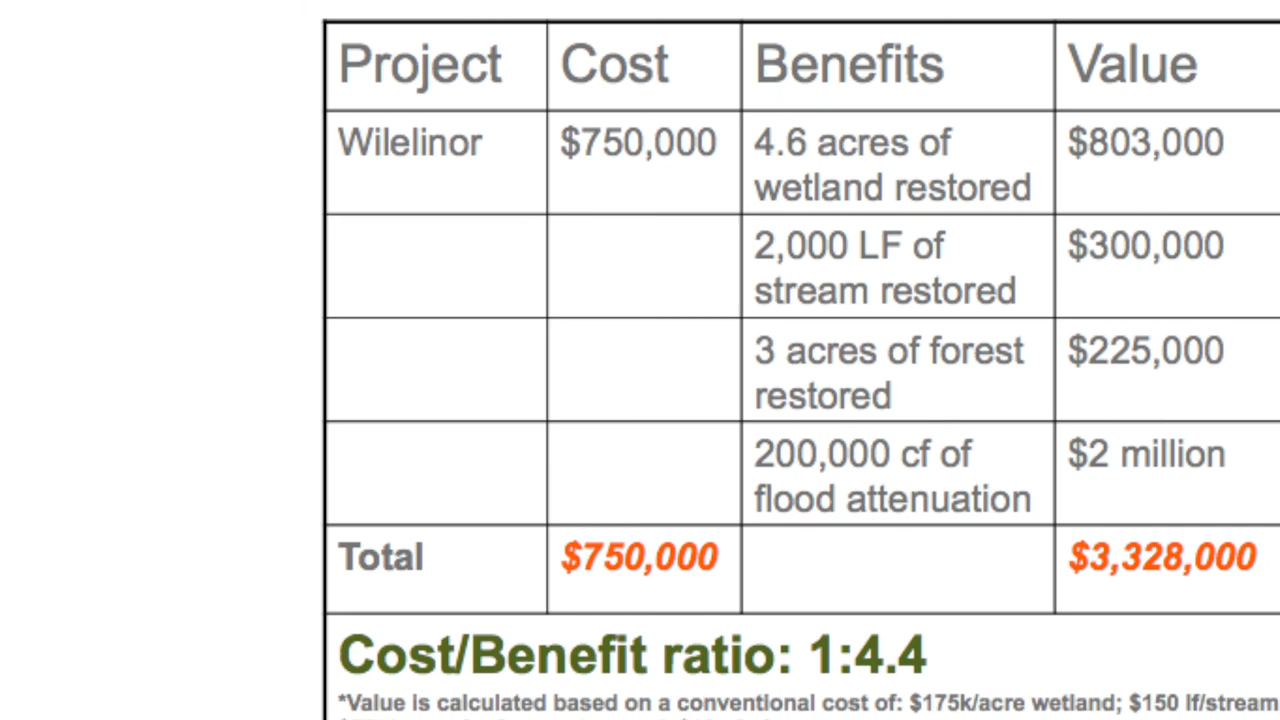 Project Cost Benefits Value
Wilelinor $750,000 4.6 acres of $803,000
wetland restored
2,000 LF of $300,000
stream restored
3 acres of forest $225,000
restored
200,000 cf of $2 million
flood attenuation
Total $750,000 $3,328,000
Cost/Benefit ratio: 1:4.4
*Value is calculated based on a conventional cost of: $175k/acre wetland; $150 lf/stream